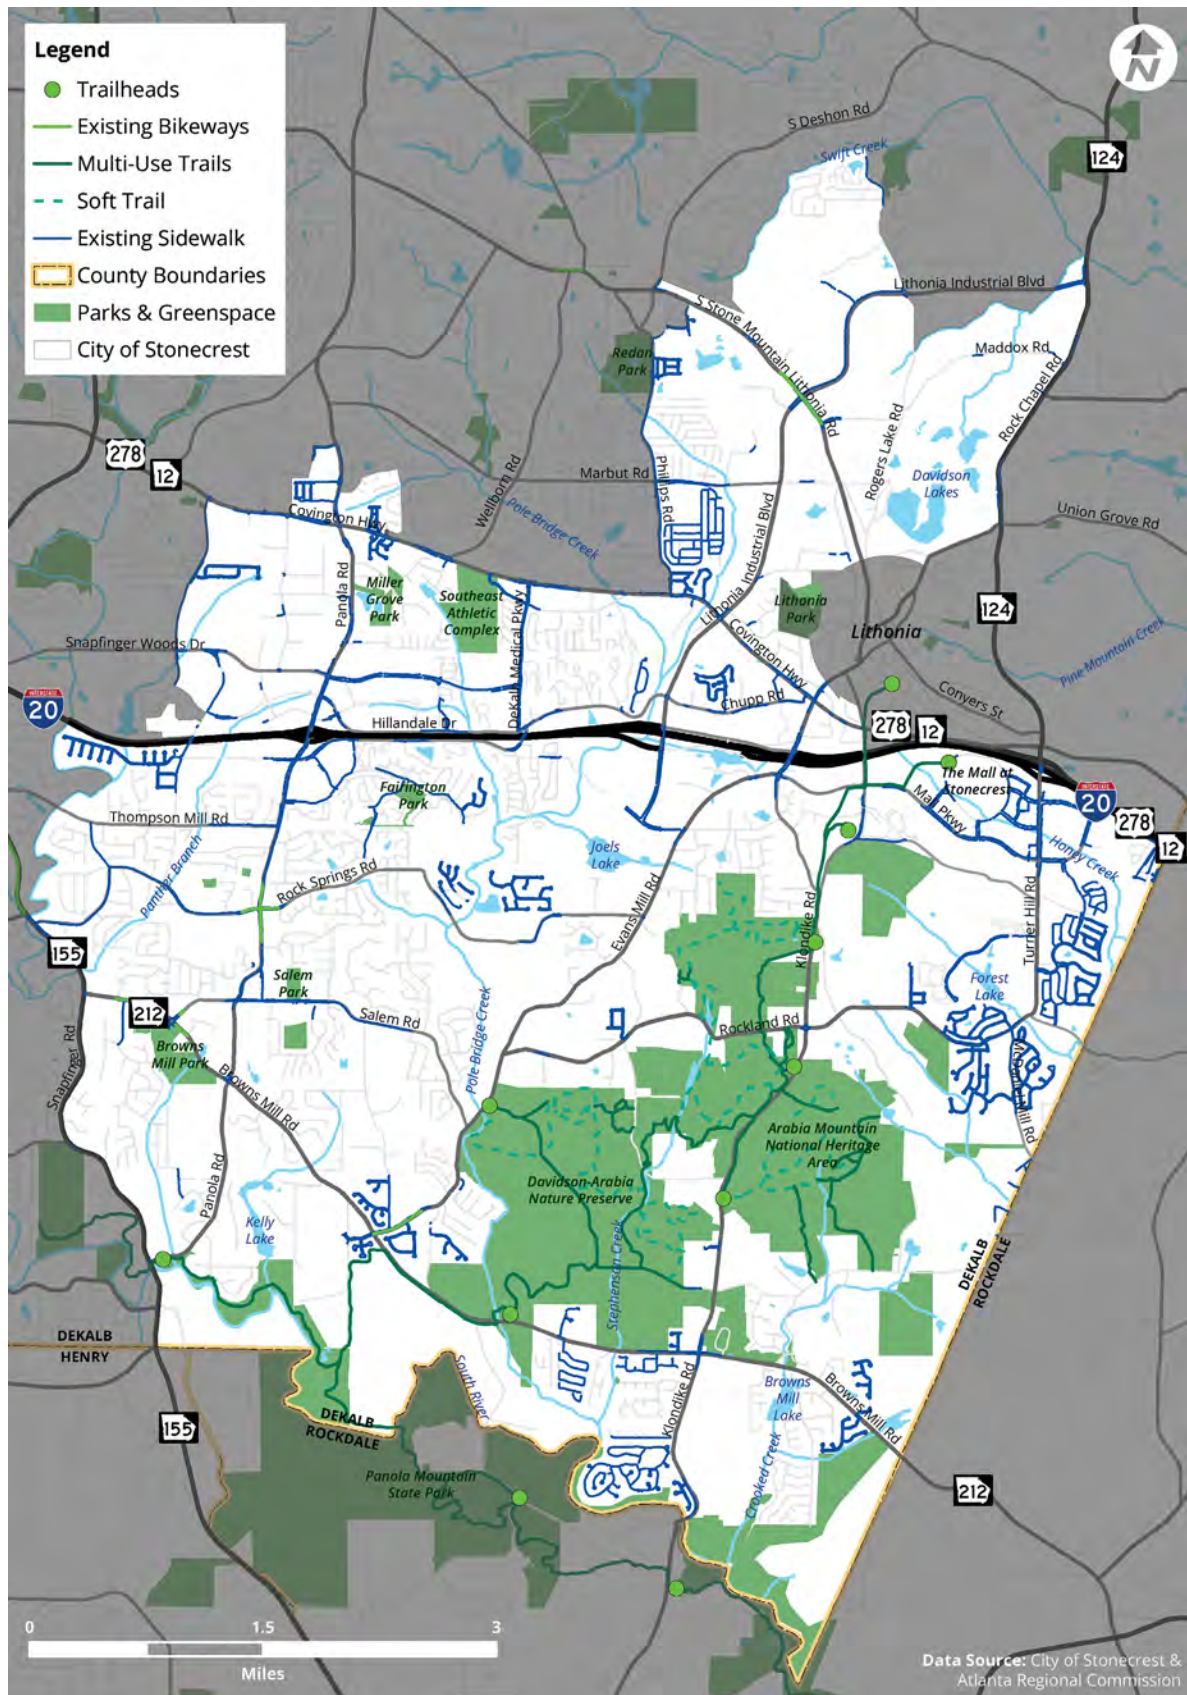 Legend
Trailheads
Existing Bikeways
Multi-Use Trails
Soft Trail
Existing Sidewalk
County Boundaries
Parks & Greenspace
City of Stonecrest
N
S Deshon Rd
Swift Creek
124
Lithonia Industrial Blvd
S Stone Mountain Lithonia Rd
Maddox Rd
Redan
Park
Rock Chapel Rd
Rogers Lake Rd
278
12
Wellborn Rd
Marbut Rd
Phillips Rd
Davidson
Lakes
Covington Hwy
Pole Bridge Creek
Union Grove Rd
Lithonia Industrial Blvd
Panola Rd
Miller
Grove
Park
Southeast
Athletic
Complex
DeKalb Medical Pkwy
Lithonia
Park
124
Lithonia
Snapfinger Woods Dr
Covington Hwy
Pine Mountain Creek
INTERSTATE
20
Hillandale Dr
Chupp Rd
Conyers St
278
12
The Mall at
Stonecrest
Fairington
Park
Mall Pkwy
INTERSTATE
20
278
12
Thompson Mill Rd
Panther Branch
Joels
Lake
Honey Creek
Rock Springs Rd
Evans Mill Rd
Klondike Rd
Turner Hill Rd
155
Salem
Park
Forest
Lake
212
Salem Rd
Pole Bridge Creek
Rockland Rd
Snapfinger Rd
Browns
Mill Park
Browns Mill Rd
McDaniel Mill Rd
Arabia Mountain
National Heritage
Area
Davidson-Arabia
Nature Preserve
Panola Rd
Kelly
Lake
Stephenson Creek
DEKALB
ROCKDALE
DEKALB
HENRY
South River
Klondike Rd
Browns
Mill
Lake
Browns Mill Rd
155
DEKALB
ROCKDALE
Panola Mountain
State Park
Crooked Creek
212
0
1.5
3
Miles
Data Source: City of Stonecrest &
Atlanta Regional Commission